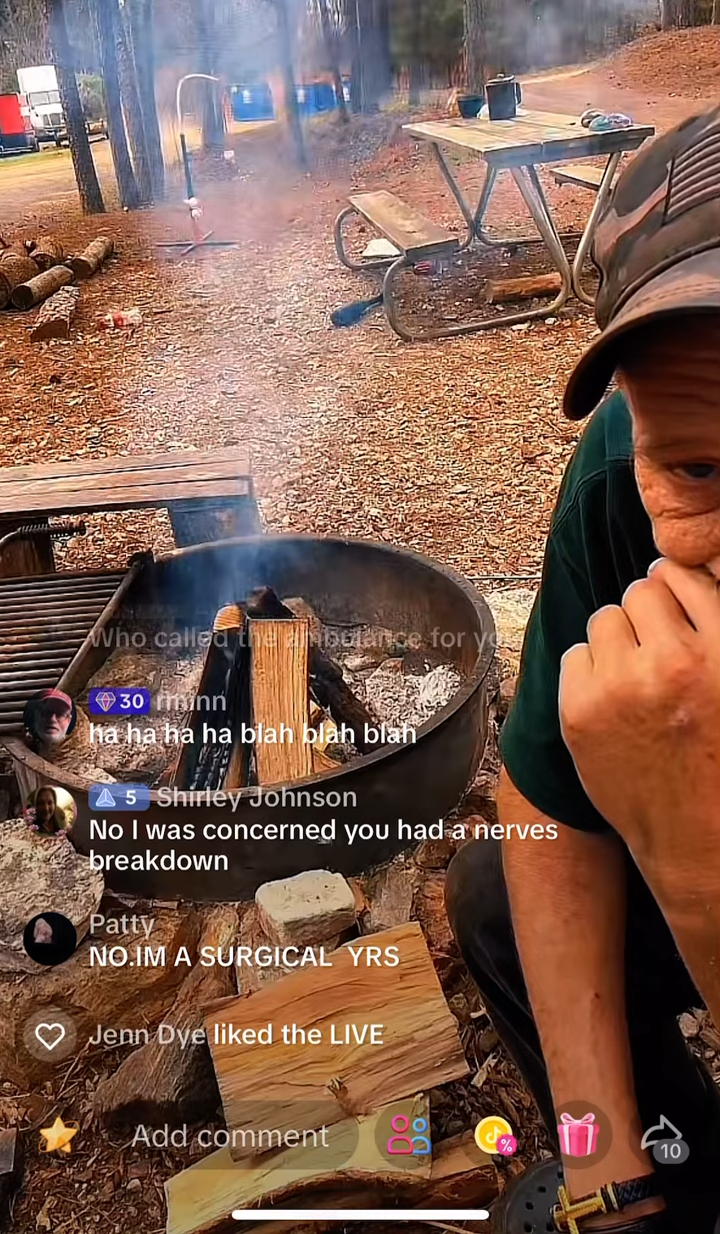 Who called the ambulance for yo
30 rminn
ha ha ha ha blah blah blah
5 Shirley Johnson
No I was concerned you had a nerves
breakdown
Patty
NO.IM A SURGICAL  YRS
Jenn Dye liked the LIVE
Add comment
10